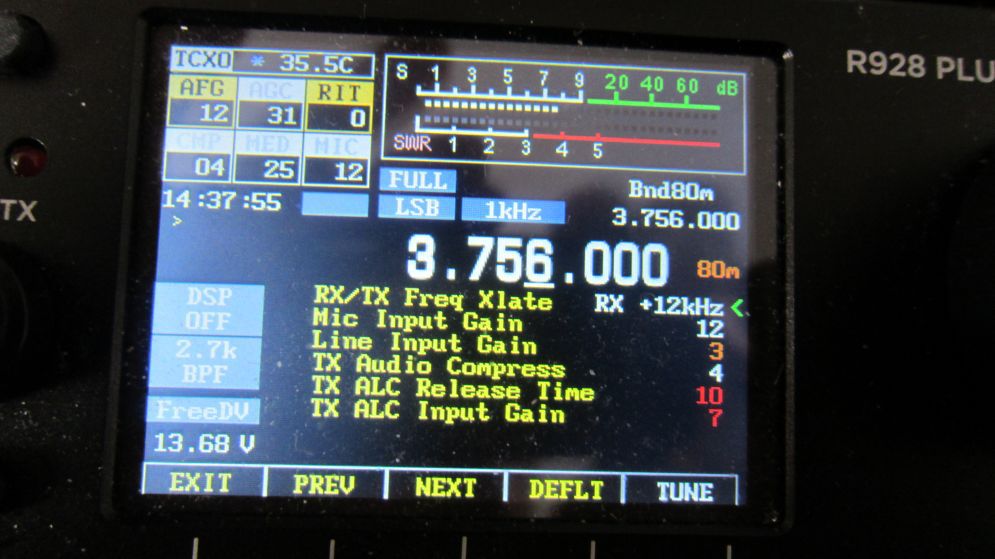 R928 PLU
TX
TCXO * 35.5C
AFG AGC RIT
12 31 0
CMP MED MIC
04 25 12
S 1 3 5 7 9 20 40 60 dB
SWR 1 2 3 4 5
14:37:55
>
FULL
LSB 1kHz
Bnd80m
3.756.000
3.756.000 80m
DSP
OFF
2.7k
BPF
FreeDV
13.68 V
RX/TX Freq Xlate RX +12kHz <
Mic Input Gain 12
Line Input Gain 3
TX Audio Compress 4
TX ALC Release Time 10
TX ALC Input Gain 7
EXIT PREV NEXT DEFLT TUNE